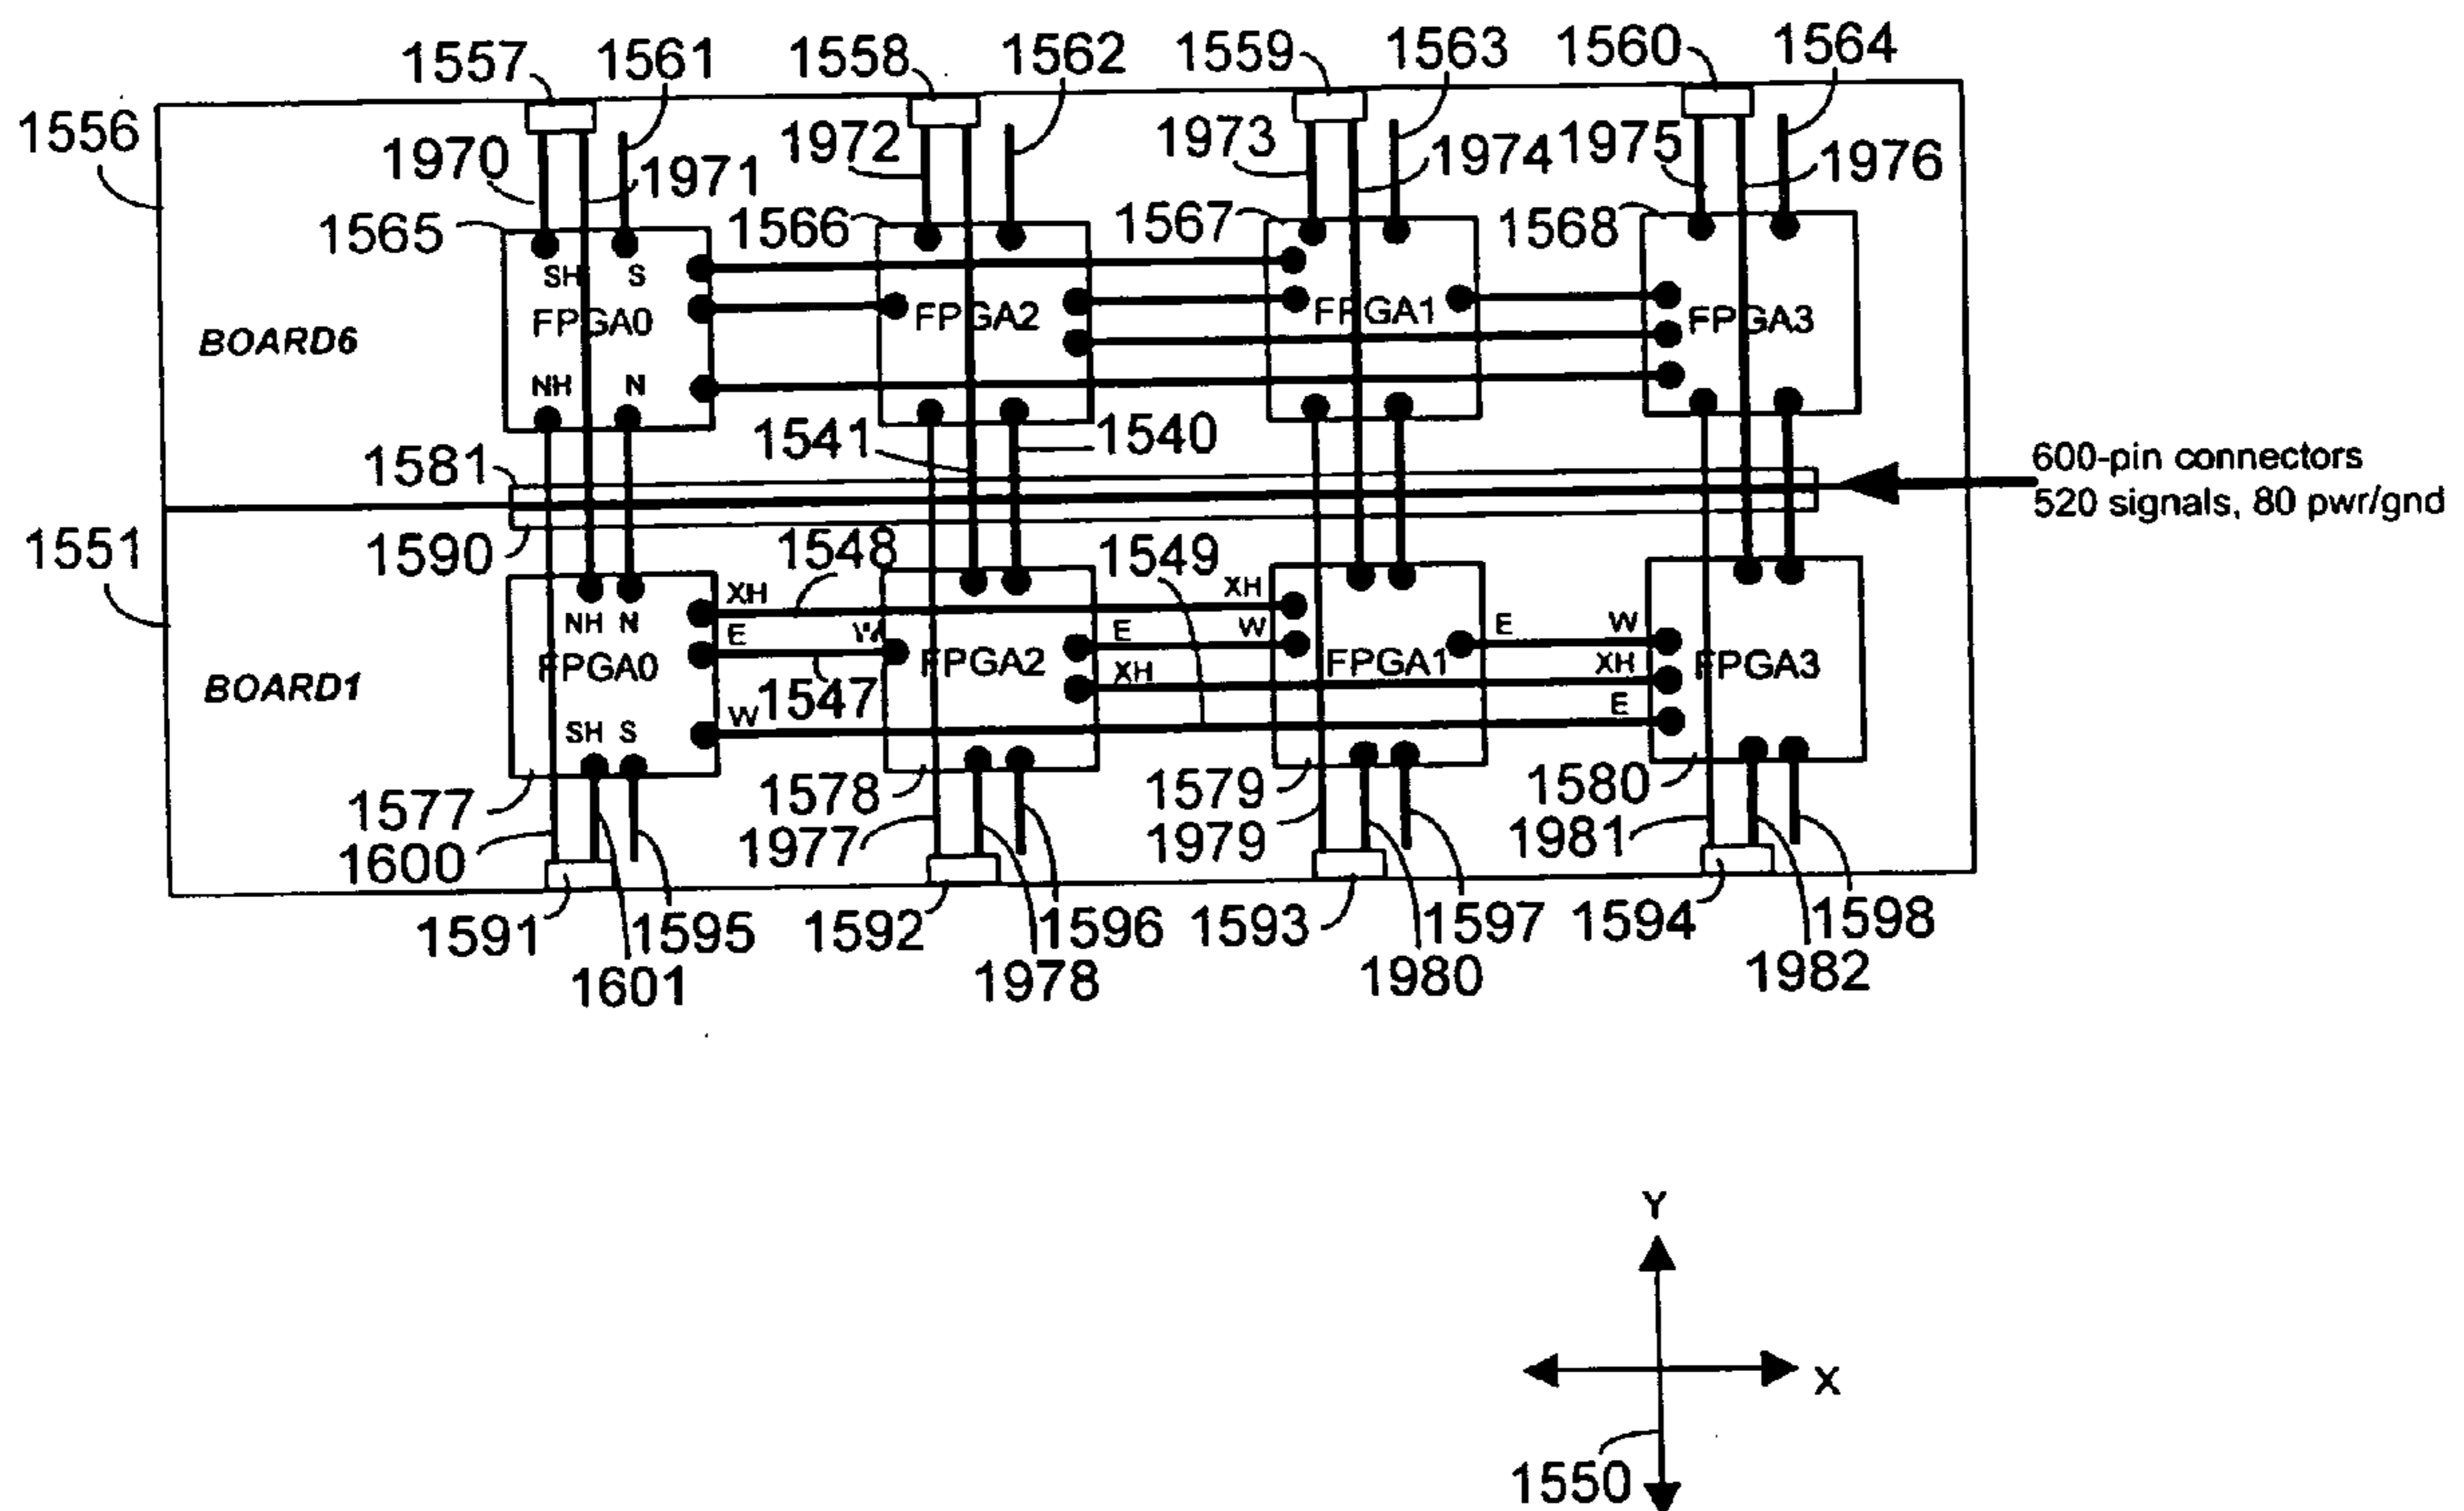 1557 1561 1558 1562 1559 1563 1560 1564
1556 1970 1971 1972 1973 1974 1975 1976
1565 1566 1567 1568
SH S
FPGA0 FPGA2 FPGA1 FPGA3
BOARD6
NH N
1541 1540
1581
600-pin connectors
520 signals, 80 pwr/gnd
1551 1590 1548 1549
XH XH
NH N E W E W E W
FPGA0 FPGA2 FPGA1 FPGA3
XH XH
BOARD1
1547
SH S W E
1577 1578 1579 1580
1600 1977 1979 1981
1591 1595 1592 1596 1593 1597 1594 1598
1601 1978 1980 1982
Y
X
1550